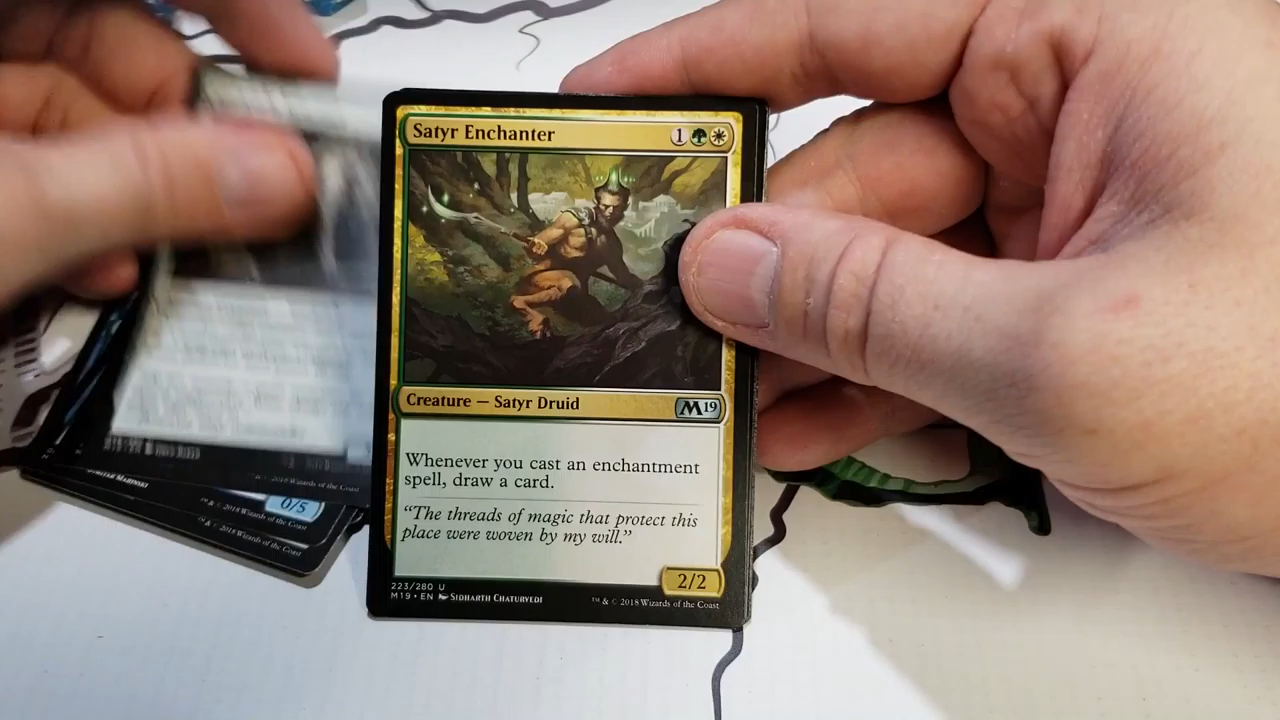 Satyr Enchanter
1
Creature — Satyr Druid
M19
Whenever you cast an enchantment
spell, draw a card.
“The threads of magic that protect this
place were woven by my will.”
2/2
223/280 U
M19 • EN Sidharth Chaturvedi
™ & © 2018 Wizards of the Coast
0/5
™ & © 2018 Wizards of the Coast
™ & © 2018 Wizards of the Coast